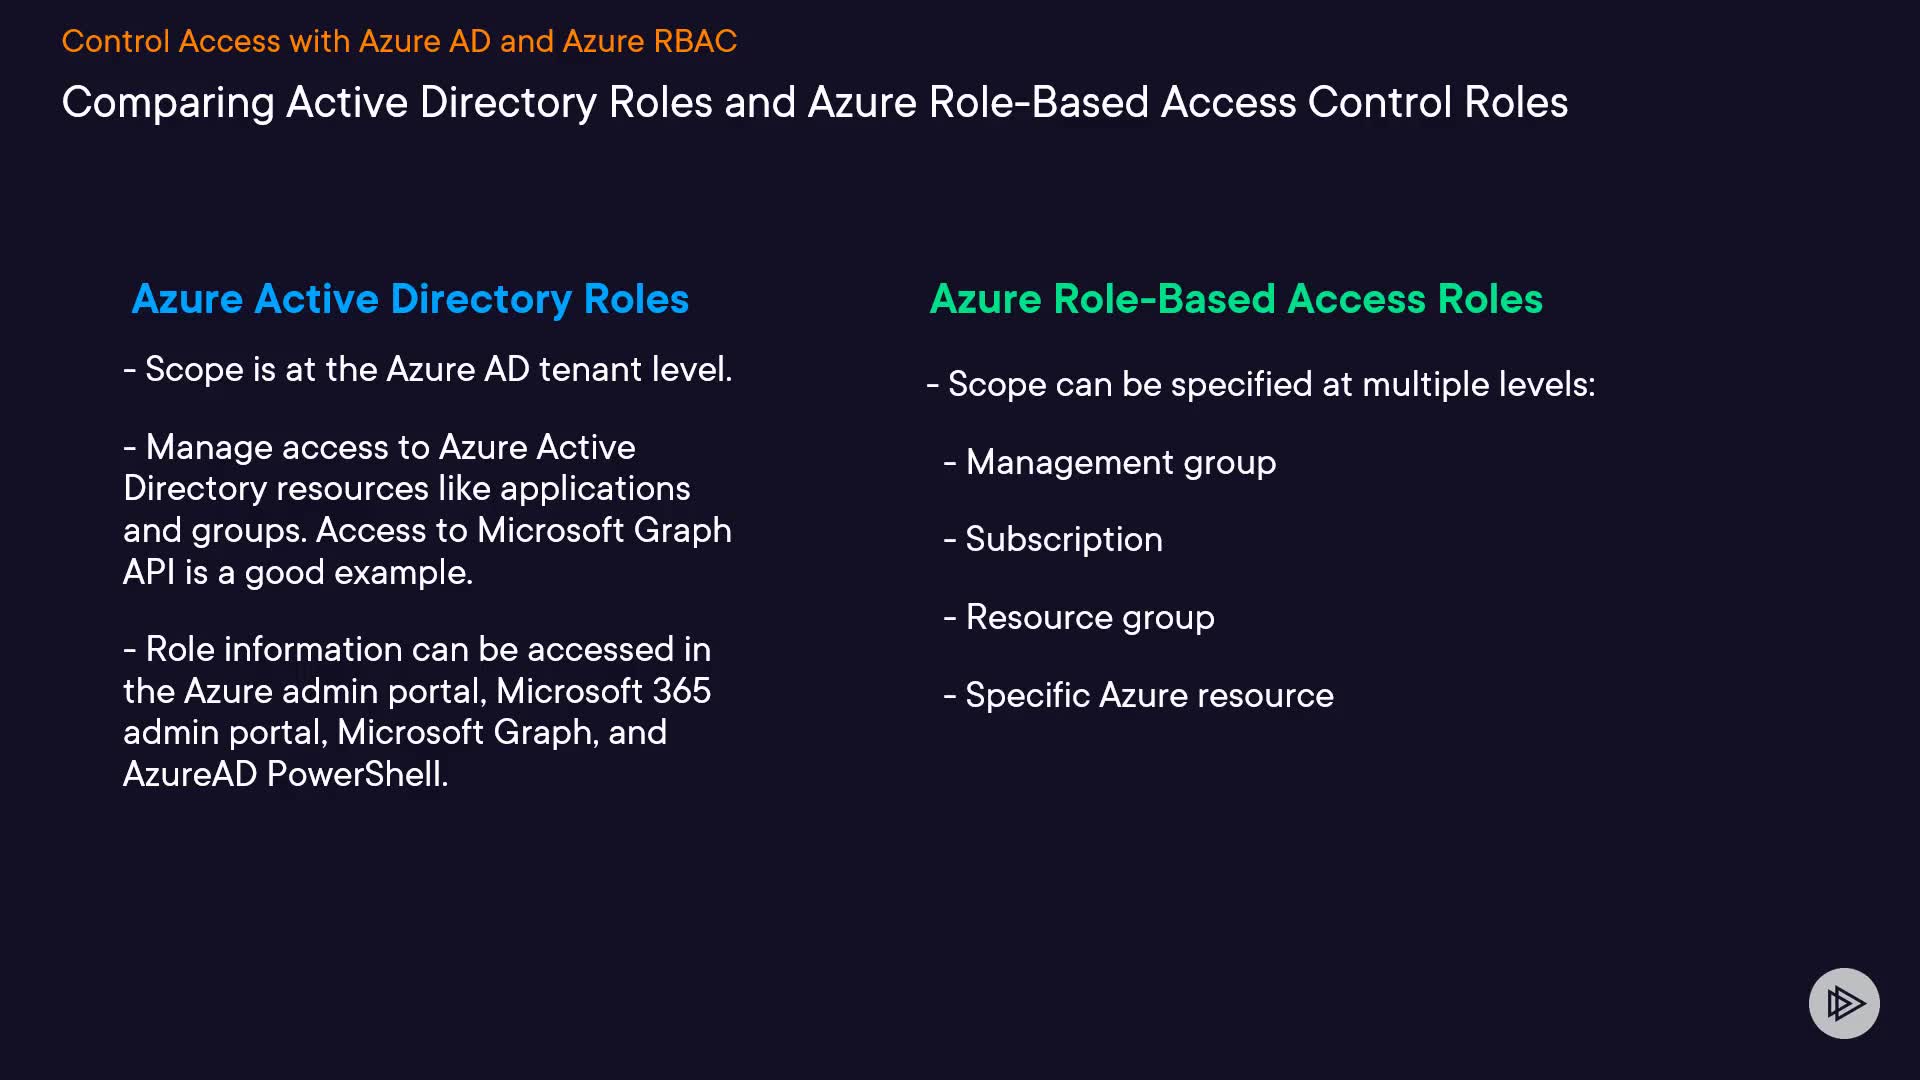 Control Access with Azure AD and Azure RBAC
Comparing Active Directory Roles and Azure Role-Based Access Control Roles
Azure Active Directory Roles
- Scope is at the Azure AD tenant level.
- Manage access to Azure Active
Directory resources like applications
and groups. Access to Microsoft Graph
API is a good example.
- Role information can be accessed in
the Azure admin portal, Microsoft 365
admin portal, Microsoft Graph, and
AzureAD PowerShell.
Azure Role-Based Access Roles
- Scope can be specified at multiple levels:
- Management group
- Subscription
- Resource group
- Specific Azure resource